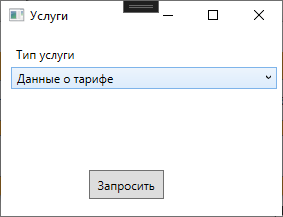 Услуги
Тип услуги
Данные о тарифе
Запросить